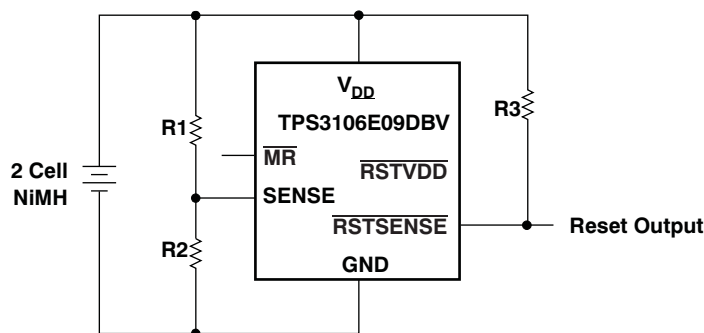 V_DD
TPS3106E09DBV
R1
R3
MR
RSTVDD
2 Cell
NiMH
SENSE
RSTSENSE
Reset Output
R2
GND